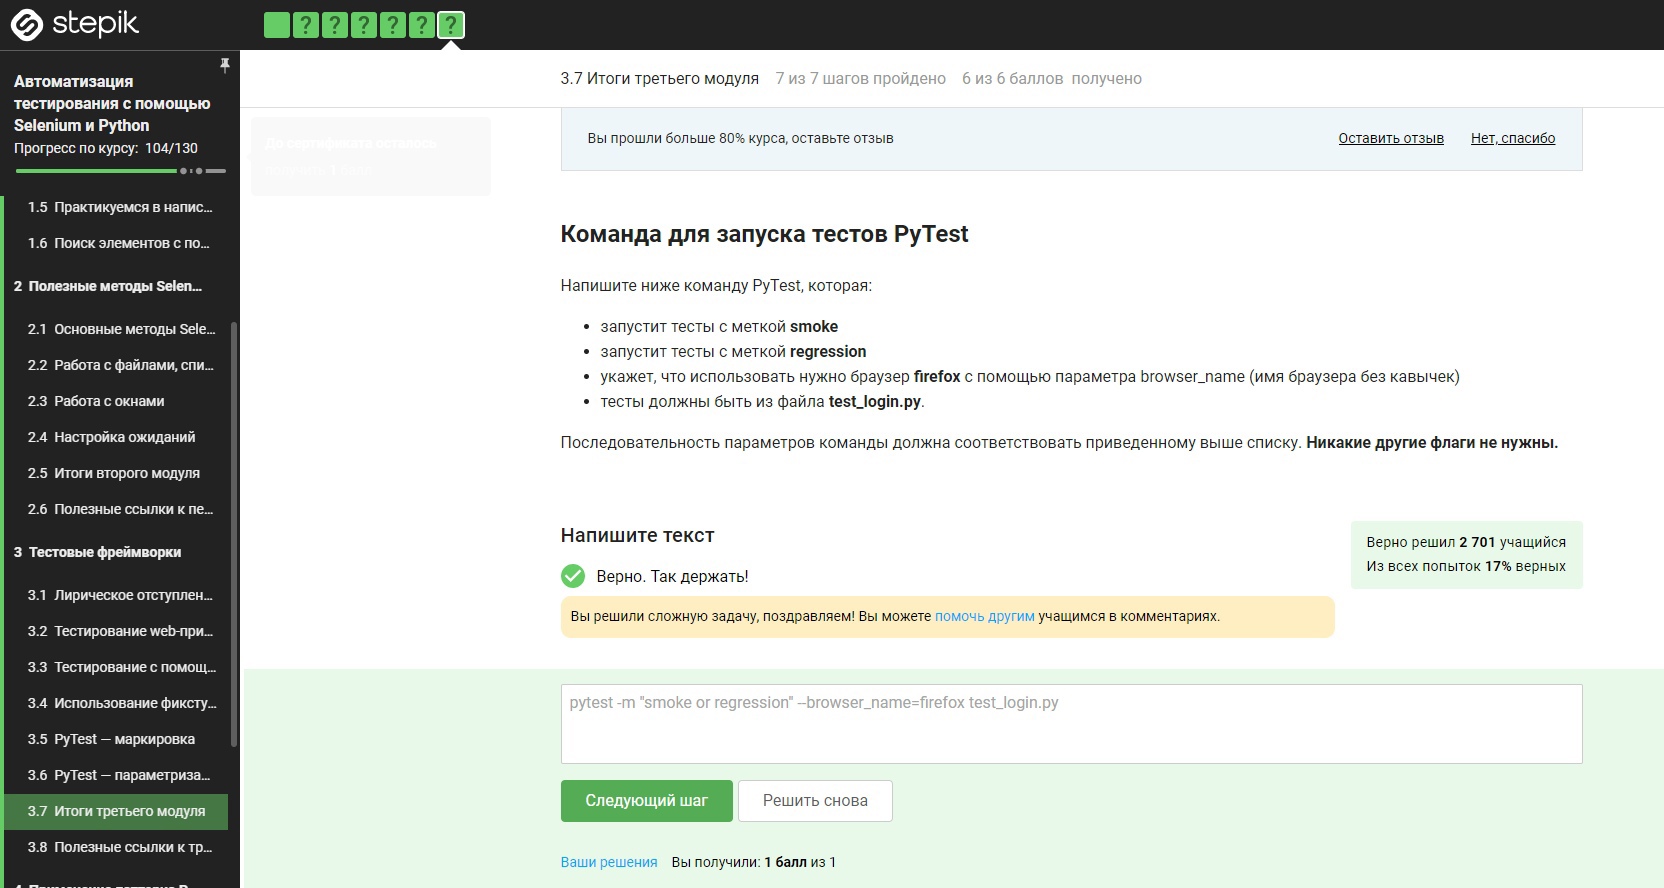 stepik
? ? ? ? ? ?
Автоматизация
тестирования с помощью
Selenium и Python
Прогресс по курсу: 104/130
1.5 Практикуемся в напис...
1.6 Поиск элементов с по...
2 Полезные методы Selen...
2.1 Основные методы Sele...
2.2 Работа с файлами, спи...
2.3 Работа с окнами
2.4 Настройка ожиданий
2.5 Итоги второго модуля
2.6 Полезные ссылки к пе...
3 Тестовые фреймворки
3.1 Лирическое отступлен...
3.2 Тестирование web-при...
3.3 Тестирование с помощ...
3.4 Использование фиксту...
3.5 PyTest — маркировка
3.6 PyTest — параметриза...
3.7 Итоги третьего модуля
3.8 Полезные ссылки к тр...
3.7 Итоги третьего модуля 7 из 7 шагов пройдено 6 из 6 баллов получено
До сертификата осталось
Вы прошли больше 80% курса, оставьте отзыв Оставить отзыв Нет, спасибо
Команда для запуска тестов PyTest
Напишите ниже команду PyTest, которая:
• запустит тесты с меткой smoke
• запустит тесты с меткой regression
• укажет, что использовать нужно браузер firefox с помощью параметра browser_name (имя браузера без кавычек)
• тесты должны быть из файла test_login.py.
Последовательность параметров команды должна соответствовать приведенному выше списку. Никакие другие флаги не нужны.
Напишите текст
Верно. Так держать!
Вы решили сложную задачу, поздравляем! Вы можете помочь другим учащимся в комментариях.
Верно решил 2 701 учащийся
Из всех попыток 17% верных
pytest -m "smoke or regression" --browser_name=firefox test_login.py
Следующий шаг Решить снова
Ваши решения Вы получили: 1 балл из 1